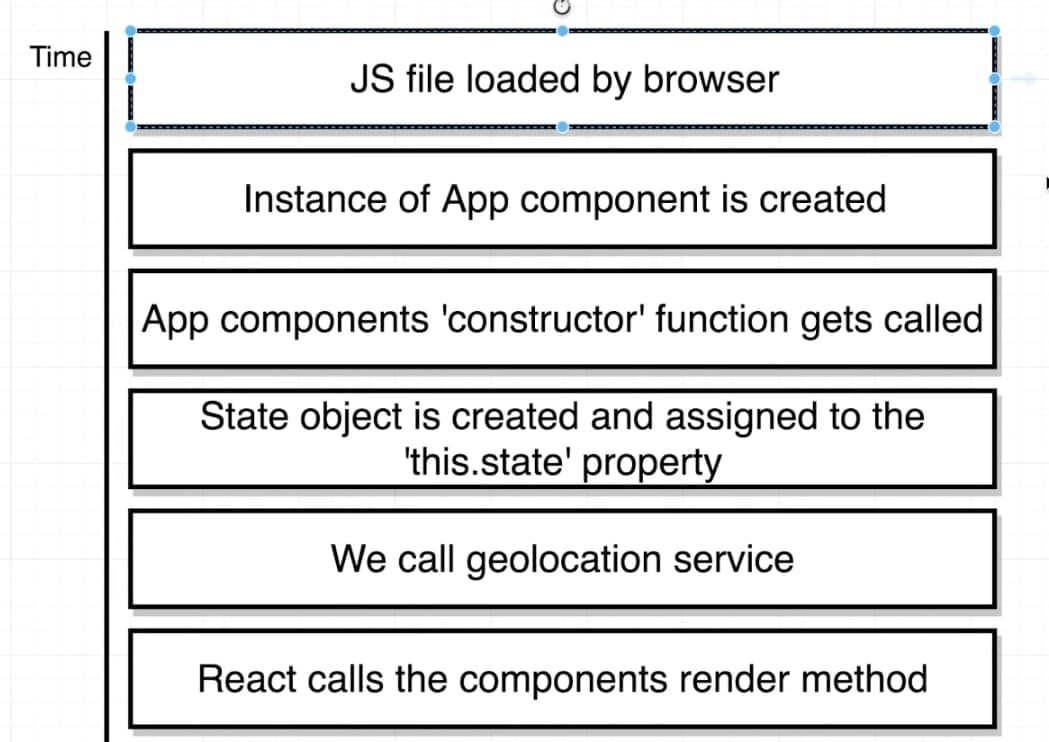 Time
JS file loaded by browser
Instance of App component is created
App components 'constructor' function gets called
State object is created and assigned to the
'this.state' property
We call geolocation service
React calls the components render method